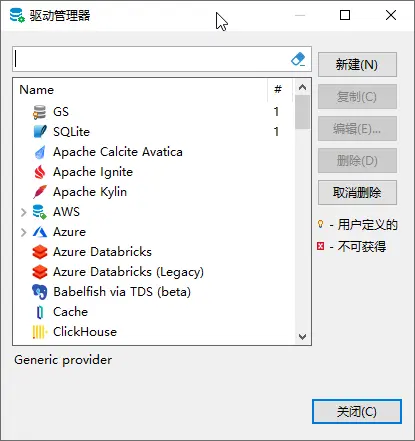 驱动管理器
新建(N)
Name #
复制(C)
GS 1
SQLite 1
编辑(E)...
Apache Calcite Avatica
删除(D)
Apache Ignite
Apache Kylin
取消删除
AWS
Azure
- 用户定义的
Azure Databricks
- 不可获得
Azure Databricks (Legacy)
Babelfish via TDS (beta)
Cache
ClickHouse
Generic provider
关闭(C)